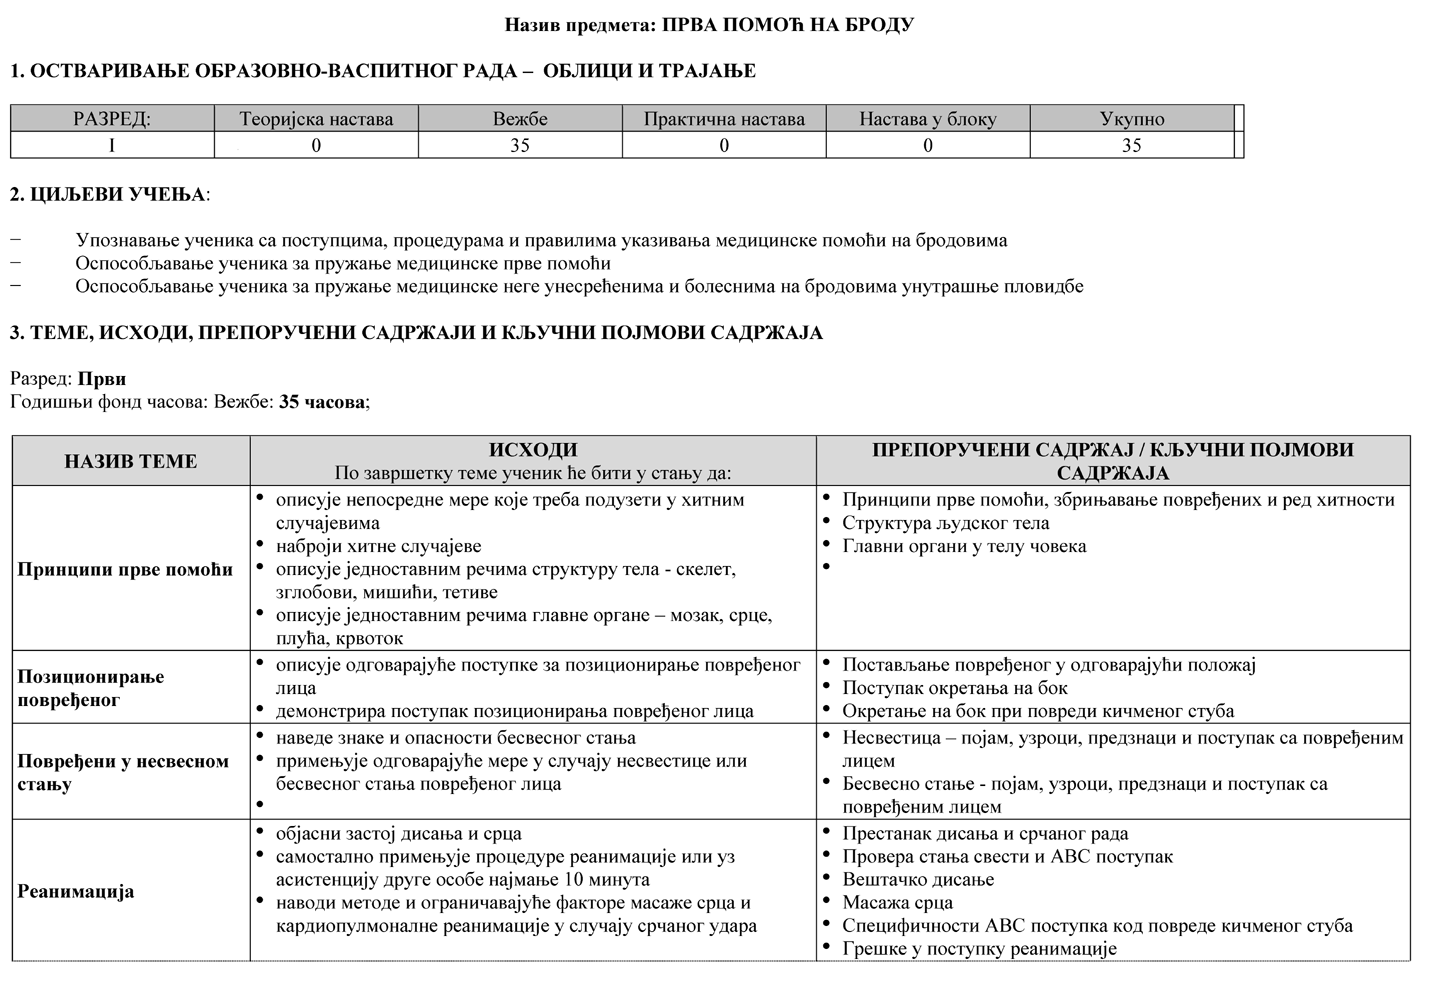 Назив предмета: ПРВА ПОМОЋ НА БРОДУ
1. ОСТВАРИВАЊЕ ОБРАЗОВНО-ВАСПИТНОГ РАДА – ОБЛИЦИ И ТРАЈАЊЕ
РАЗРЕД: Теоријска настава Вежбе Практична настава Настава у блоку Укупно
I 0 35 0 0 35
2. ЦИЉЕВИ УЧЕЊА:
− Упознавање ученика са поступцима, процедурама и правилима указивања медицинске помоћи на бродовима
− Оспособљавање ученика за пружање медицинске прве помоћи
− Оспособљавање ученика за пружање медицинске неге унесрећенима и болеснима на бродовима унутрашње пловидбе
3. ТЕМЕ, ИСХОДИ, ПРЕПОРУЧЕНИ САДРЖАЈИ И КЉУЧНИ ПОЈМОВИ САДРЖАЈА
Разред: Први
Годишњи фонд часова: Вежбе: 35 часова;
НАЗИВ ТЕМЕ
ИСХОДИ
По завршетку теме ученик ће бити у стању да:
ПРЕПОРУЧЕНИ САДРЖАЈ / КЉУЧНИ ПОЈМОВИ
САДРЖАЈА
Принципи прве помоћи
• описује непосредне мере које треба подузети у хитним
случајевима
• наброји хитне случајеве
• описује једноставним речима структуру тела - скелет,
зглобови, мишићи, тетиве
• описује једноставним речима главне органе – мозак, срце,
плућа, крвоток
• Принципи прве помоћи, збрињавање повређених и ред хитности
• Структура људског тела
• Главни органи у телу човека
•
Позиционирање
повређеног
• описује одговарајуће поступке за позиционирање повређеног
лица
• демонстрира поступак позиционирања повређеног лица
• Постављање повређеног у одговарајући положај
• Поступак окретања на бок
• Окретање на бок при повреди кичменог стуба
Повређени у несвесном
стању
• наведе знаке и опасности бесвесног стања
• примењује одговарајуће мере у случају несвестице или
бесвесног стања повређеног лица
•
• Несвестица – појам, узроци, предзнаци и поступак са повређеним
лицем
• Бесвесно стање - појам, узроци, предзнаци и поступак са
повређеним лицем
Реанимација
• објасни застој дисања и срца
• самостално примењује процедуре реанимације или уз
асистенцију друге особе најмање 10 минута
• наводи методе и ограничавајуће факторе масаже срца и
кардиопулмоналне реанимације у случају срчаног удара
• Престанак дисања и срчаног рада
• Провера стања свести и АВС поступак
• Вештачко дисање
• Масажа срца
• Специфичности АВС поступка код повреде кичменог стуба
• Грешке у поступку реанимације